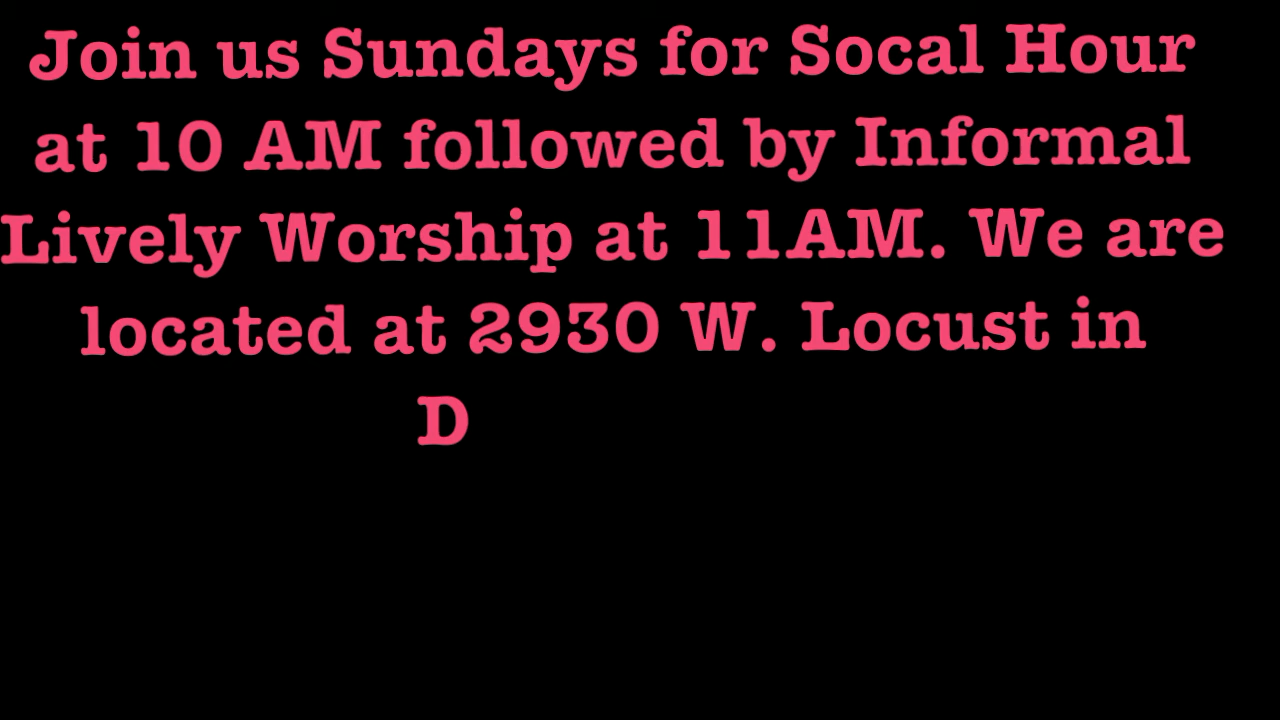 Join us Sundays for Socal Hour
at 10 AM followed by Informal
Lively Worship at 11AM. We are
located at 2930 W. Locust in
D